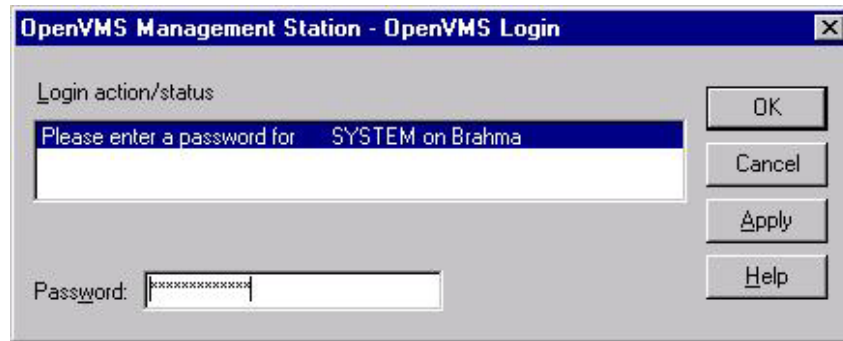 OpenVMS Management Station - OpenVMS Login
Login action/status
Please enter a password for SYSTEM on Brahma
OK
Cancel
Apply
Help
Password: *************